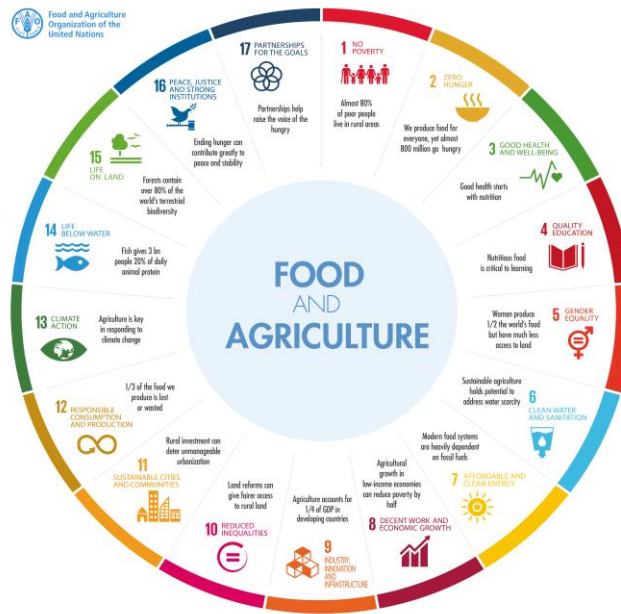 FAO
Food and Agriculture
Organization of the
United Nations
FOOD
AND
AGRICULTURE
1 NO
POVERTY
Almost 80%
of poor people
live in rural areas
2 ZERO
HUNGER
We produce food for
everyone, yet almost
800 million go hungry
3 GOOD HEALTH
AND WELL-BEING
Good health starts
with nutrition
4 QUALITY
EDUCATION
Nutritious food
is critical to learning
5 GENDER
EQUALITY
Women produce
1/2 the world's food
but have much less
access to land
6
CLEAN WATER
AND SANITATION
Sustainable agriculture
holds potential to
address water scarcity
7 AFFORDABLE AND
CLEAN ENERGY
Modern food systems
are heavily dependent
on fossil fuels
8 DECENT WORK AND
ECONOMIC GROWTH
Agricultural
growth in
low-income economies
can reduce poverty by
half
9
INDUSTRY,
INNOVATION
AND
INFRASTRUCTURE
Agriculture accounts for
1/4 of GDP in
developing countries
10 REDUCED
INEQUALITIES
Land reforms can
give fairer access
to rural land
11
SUSTAINABLE CITIES
AND COMMUNITIES
Rural investment can
deter unmanageable
urbanization
12 RESPONSIBLE
CONSUMPTION
AND PRODUCTION
1/3 of the food we
produce is lost
or wasted
13 CLIMATE
ACTION
Agriculture is key
in responding to
climate change
14 LIFE
BELOW WATER
Fish gives 3 bn
people 20% of daily
animal protein
15
LIFE
ON LAND
Forests contain
over 80% of the
world's terrestrial
biodiversity
16 PEACE, JUSTICE
AND STRONG
INSTITUTIONS
Ending hunger can
contribute greatly to
peace and stability
17 PARTNERSHIPS
FOR THE GOALS
Partnerships help
raise the voice of the
hungry